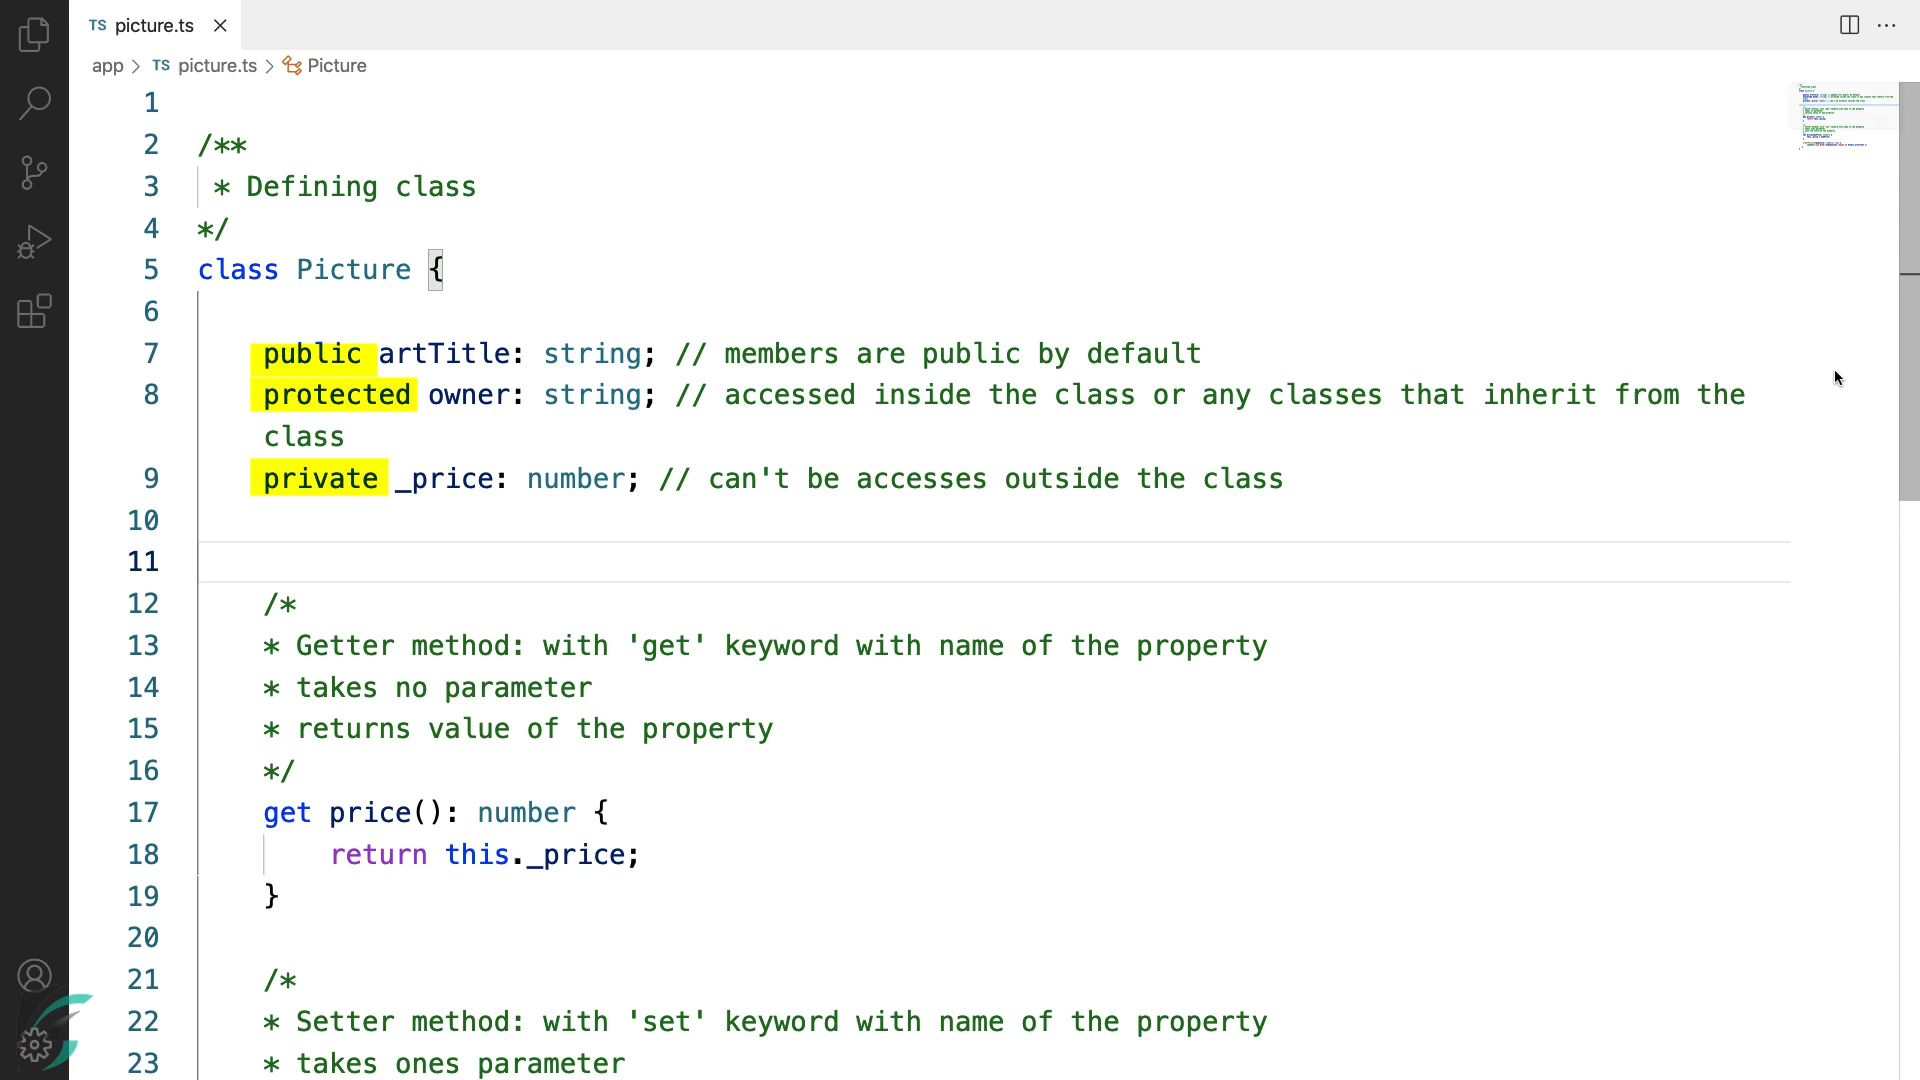 TS picture.ts
app > TS picture.ts > Picture
1
2 /**
3 * Defining class
4 */
5 class Picture {
6
7 public artTitle: string; // members are public by default
8 protected owner: string; // accessed inside the class or any classes that inherit from the
class
9 private _price: number; // can't be accesses outside the class
10
11
12 /*
13 * Getter method: with 'get' keyword with name of the property
14 * takes no parameter
15 * returns value of the property
16 */
17 get price(): number {
18 return this._price;
19 }
20
21 /*
22 * Setter method: with 'set' keyword with name of the property
23 * takes ones parameter